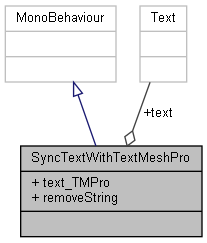 MonoBehaviour
Text
+text
SyncTextWithTextMeshPro
+ text_TMPro
+ removeString